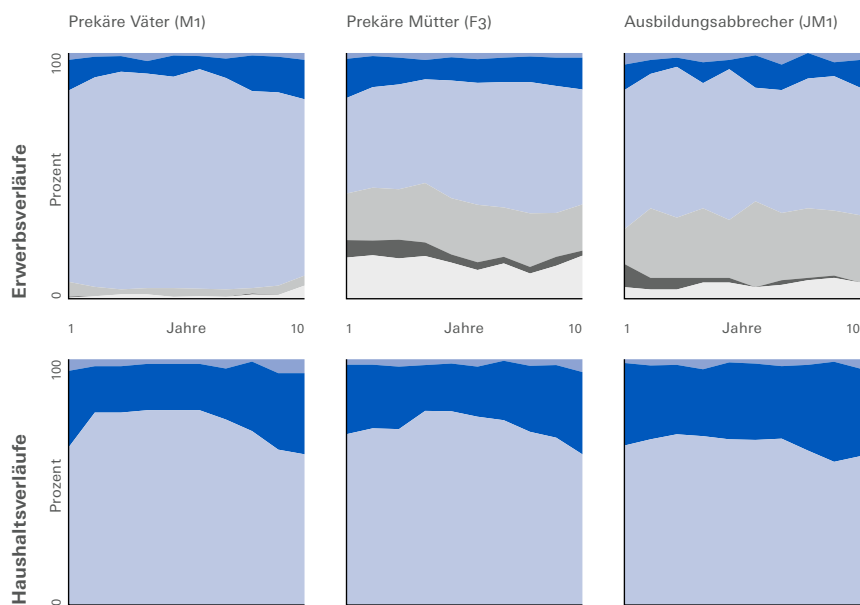 Prekäre Väter (M1)
Prekäre Mütter (F3)
Ausbildungsabbrecher (JM1)
Erwerbsverläufe
Prozent
100
0
1 Jahre 10
1 Jahre 10
1 Jahre 10
Haushaltsverläufe
Prozent
100
0